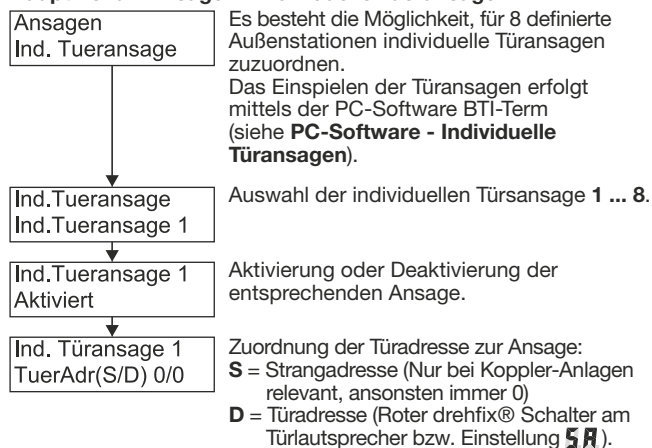 Ansagen
Ind. Tueransage
Es besteht die Möglichkeit, für 8 definierte
Außenstationen individuelle Türansagen
zuzuordnen.
Das Einspielen der Türansagen erfolgt
mittels der PC-Software BTI-Term
(siehe PC-Software - Individuelle
Türansagen).
Ind.Tueransage
Ind.Tueransage 1
Auswahl der individuellen Türsansage 1 ... 8.
Ind.Tueransage 1
Aktiviert
Aktivierung oder Deaktivierung der
entsprechenden Ansage.
Ind. Türansage 1
TuerAdr(S/D) 0/0
Zuordnung der Türadresse zur Ansage:
S = Strangadresse (Nur bei Koppler-Anlagen
relevant, ansonsten immer 0)
D = Türadresse (Roter drehfix® Schalter am
Türlautsprecher bzw. Einstellung SA).